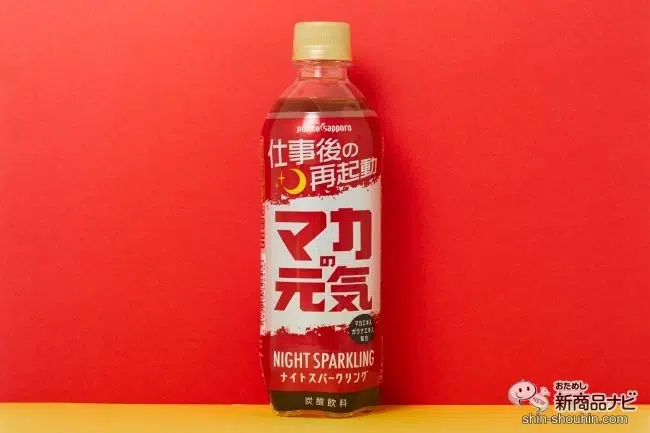 pokka sapporo
仕事後の
再起動
マカの
元気
マカエキス
ガラナエキス
配合
NIGHT SPARKLING
ナイトスパークリング
炭酸飲料
おためし
新商品ナビ
NEW
shin-shouhin.com